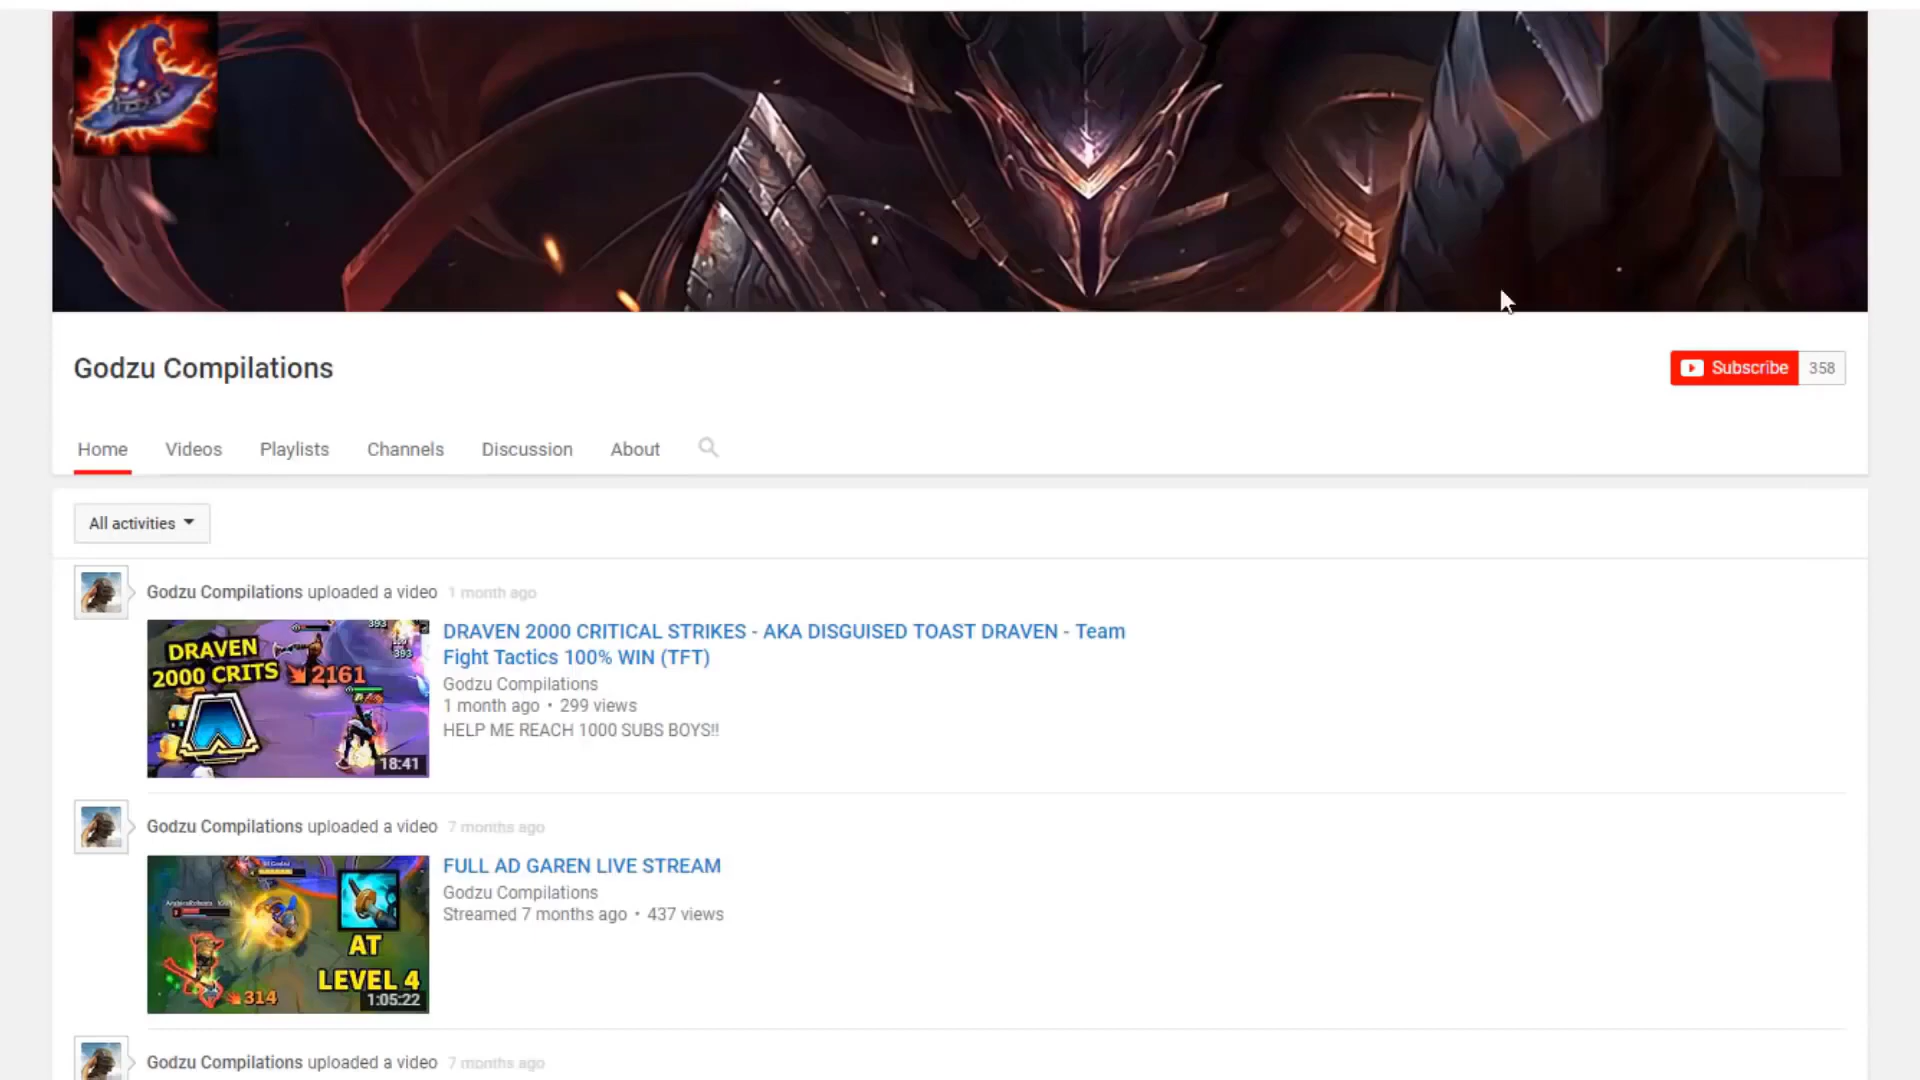 Godzu Compilations
Subscribe 358
Home Videos Playlists Channels Discussion About
All activities
Godzu Compilations uploaded a video 1 month ago
DRAVEN
2000 CRITS
393
393
2161
18:41
DRAVEN 2000 CRITICAL STRIKES - AKA DISGUISED TOAST DRAVEN - Team
Fight Tactics 100% WIN (TFT)
Godzu Compilations
1 month ago • 299 views
HELP ME REACH 1000 SUBS BOYS!!
Godzu Compilations uploaded a video 7 months ago
AT
LEVEL 4
314
1:05:22
FULL AD GAREN LIVE STREAM
Godzu Compilations
Streamed 7 months ago • 437 views
Godzu Compilations uploaded a video 7 months ago